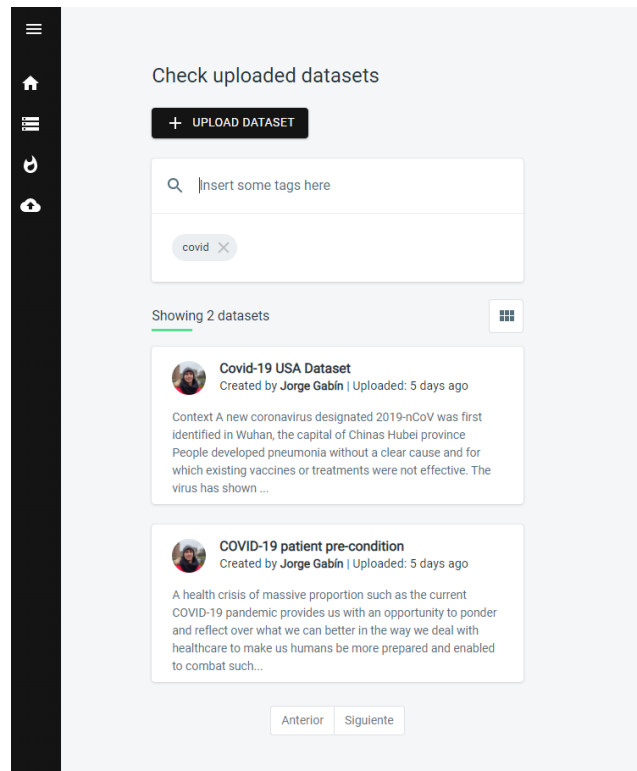 Check uploaded datasets
UPLOAD DATASET
Insert some tags here
covid
Showing 2 datasets
Covid-19 USA Dataset
Created by Jorge Gabín | Uploaded: 5 days ago
Context A new coronavirus designated 2019-nCoV was first
identified in Wuhan, the capital of Chinas Hubei province
People developed pneumonia without a clear cause and for
which existing vaccines or treatments were not effective. The
virus has shown ...
COVID-19 patient pre-condition
Created by Jorge Gabín | Uploaded: 5 days ago
A health crisis of massive proportion such as the current
COVID-19 pandemic provides us with an opportunity to ponder
and reflect over what we can better in the way we deal with
healthcare to make us humans be more prepared and enabled
to combat such...
Anterior Siguiente